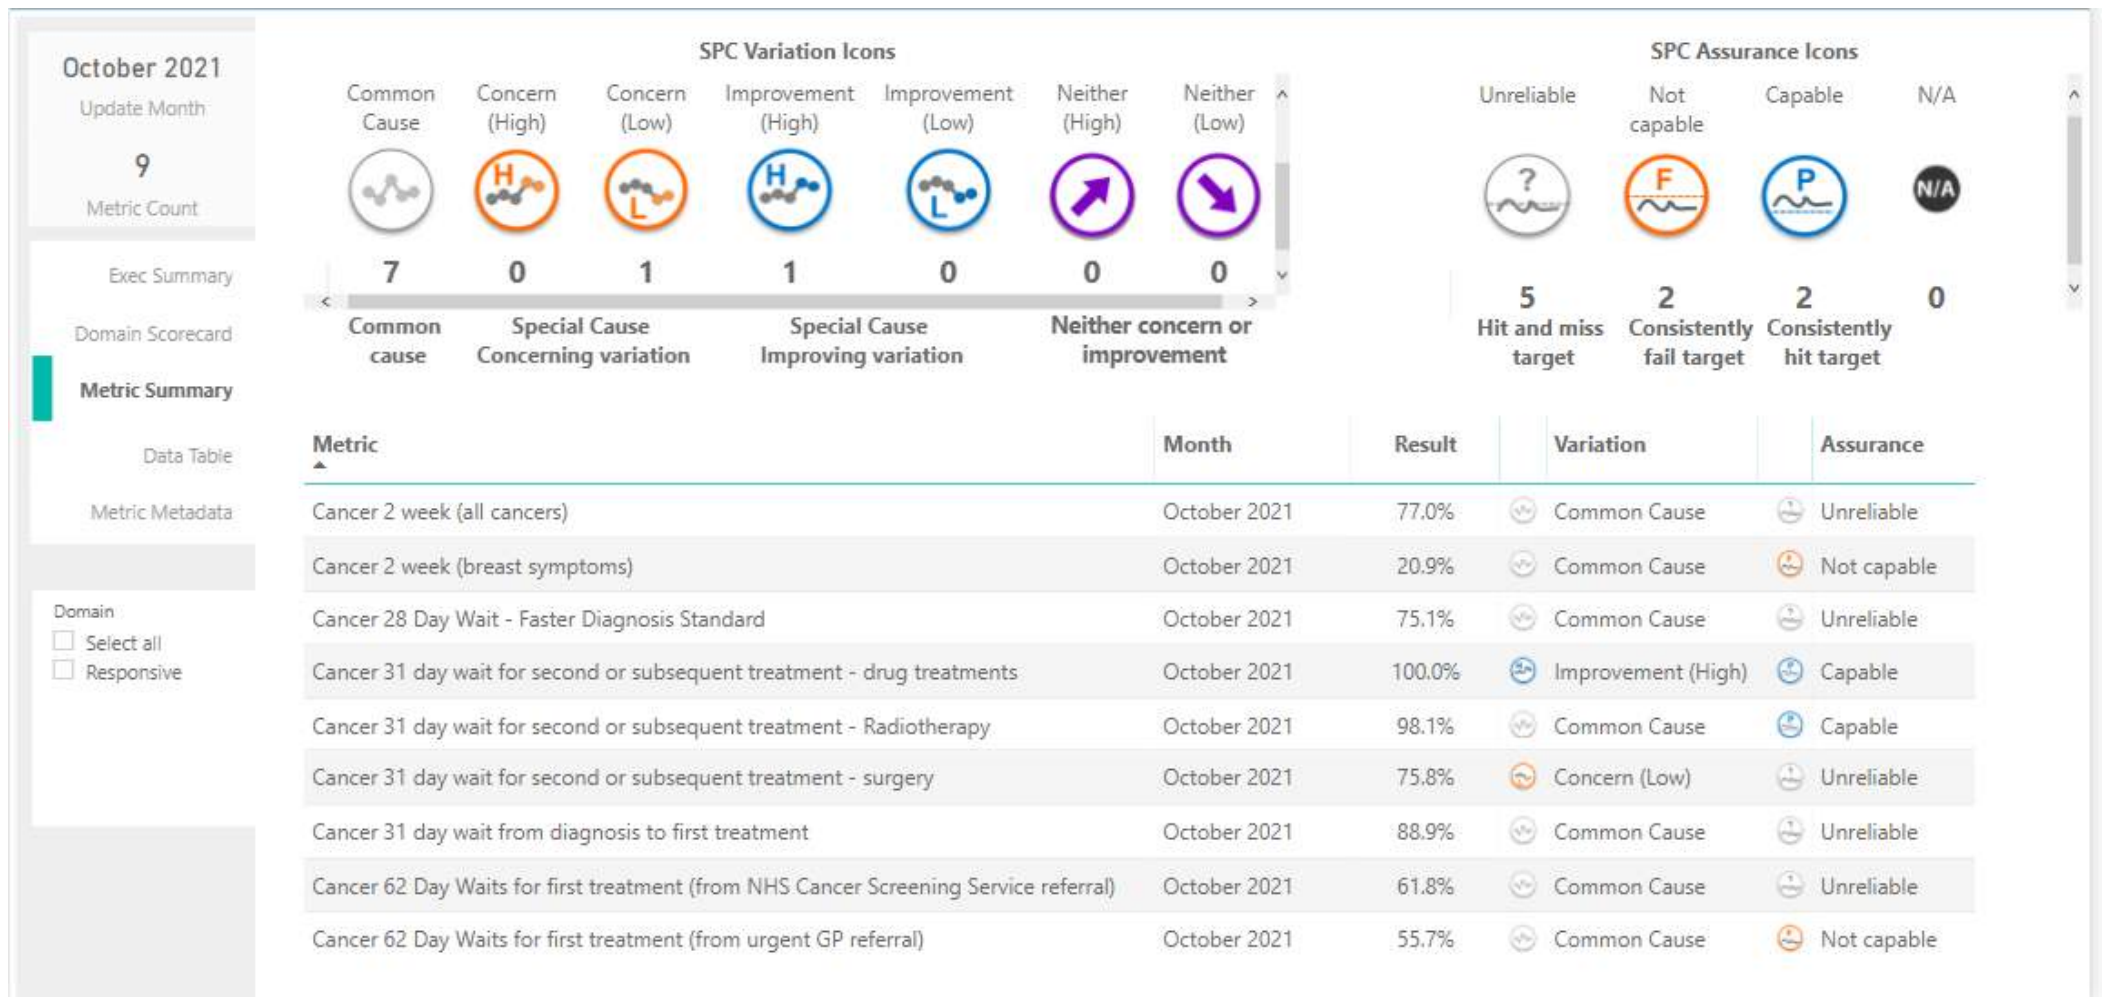 October 2021
Update Month
9
Metric Count
Exec Summary
Domain Scorecard
Metric Summary
Data Table
Metric Metadata
Domain
Select all
Responsive
SPC Variation Icons
Common Cause
Concern (High)
Concern (Low)
Improvement (High)
Improvement (Low)
Neither (High)
Neither (Low)
H
L
H
L
7 0 1 1 0 0 0
Common cause
Special Cause Concerning variation
Special Cause Improving variation
Neither concern or improvement
SPC Assurance Icons
Unreliable
Not capable
Capable
N/A
?
F
P
N/A
5 2 2 0
Hit and miss target
Consistently fail target
Consistently hit target
Metric Month Result Variation Assurance
Cancer 2 week (all cancers) October 2021 77.0% Common Cause Unreliable
Cancer 2 week (breast symptoms) October 2021 20.9% Common Cause Not capable
Cancer 28 Day Wait - Faster Diagnosis Standard October 2021 75.1% Common Cause Unreliable
Cancer 31 day wait for second or subsequent treatment - drug treatments October 2021 100.0% Improvement (High) Capable
Cancer 31 day wait for second or subsequent treatment - Radiotherapy October 2021 98.1% Common Cause Capable
Cancer 31 day wait for second or subsequent treatment - surgery October 2021 75.8% Concern (Low) Unreliable
Cancer 31 day wait from diagnosis to first treatment October 2021 88.9% Common Cause Unreliable
Cancer 62 Day Waits for first treatment (from NHS Cancer Screening Service referral) October 2021 61.8% Common Cause Unreliable
Cancer 62 Day Waits for first treatment (from urgent GP referral) October 2021 55.7% Common Cause Not capable